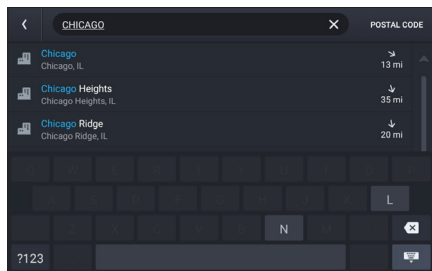 CHICAGO
POSTAL CODE
Chicago
Chicago, IL
13 mi
Chicago Heights
Chicago Heights, IL
35 mi
Chicago Ridge
Chicago Ridge, IL
20 mi
L
N
?123